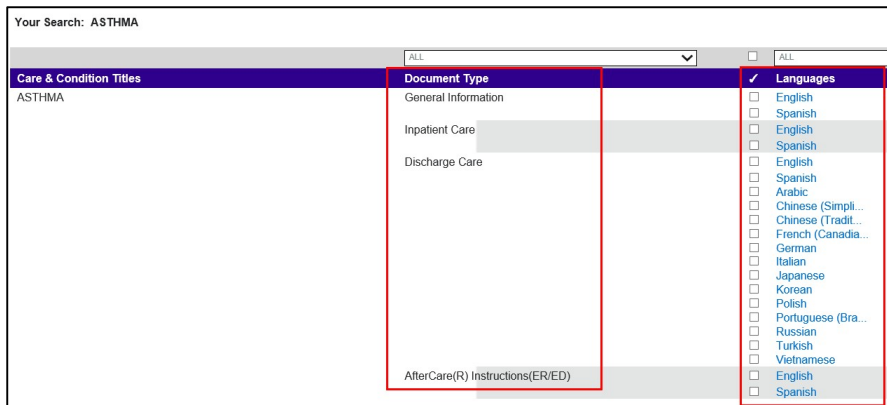 Your Search: ASTHMA
ALL ALL
Care & Condition Titles Document Type ✓ Languages
ASTHMA General Information English
Spanish
Inpatient Care English
Spanish
Discharge Care English
Spanish
Arabic
Chinese (Simpli...
Chinese (Tradit...
French (Canadia...
German
Italian
Japanese
Korean
Polish
Portuguese (Bra...
Russian
Turkish
Vietnamese
AfterCare(R) Instructions(ER/ED) English
Spanish